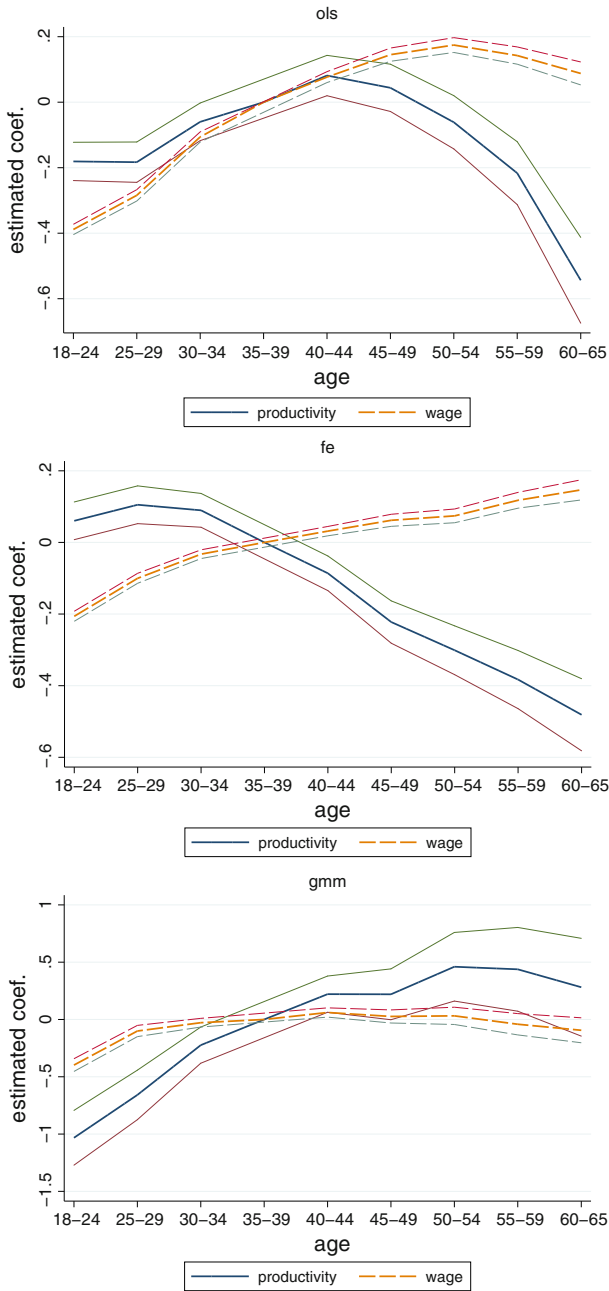 ols
estimated coef.
.2
0
-.2
-.4
-.6
18-24 25-29 30-34 35-39 40-44 45-49 50-54 55-59 60-65
age
productivity wage
fe
estimated coef.
.2
0
-.2
-.4
-.6
18-24 25-29 30-34 35-39 40-44 45-49 50-54 55-59 60-65
age
productivity wage
gmm
estimated coef.
1
.5
0
-.5
-1
-1.5
18-24 25-29 30-34 35-39 40-44 45-49 50-54 55-59 60-65
age
productivity wage